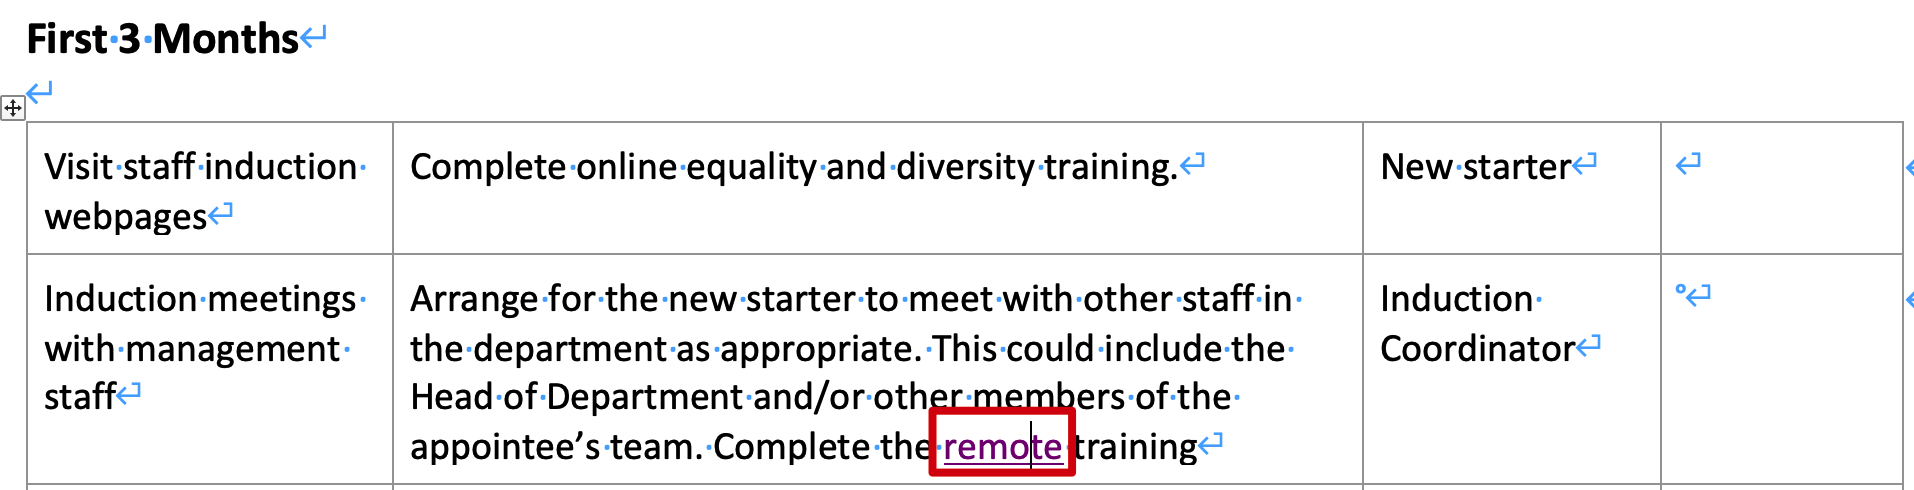 First 3 Months
Visit staff induction
webpages
Complete online equality and diversity training.
New starter
Induction meetings
with management
staff
Arrange for the new starter to meet with other staff in
the department as appropriate. This could include the
Head of Department and/or other members of the
appointee’s team. Complete the remote training
Induction
Coordinator